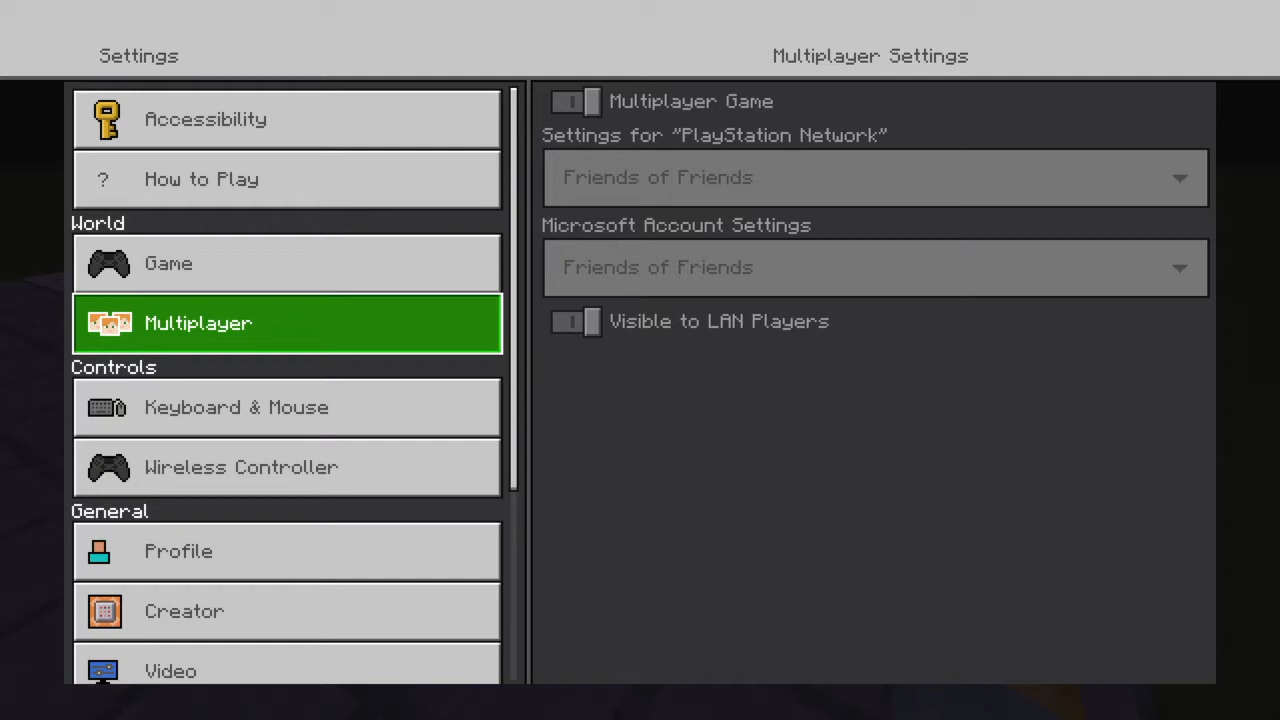 Settings
Multiplayer Settings
Accessibility
? How to Play
World
Game
Multiplayer
Controls
Keyboard & Mouse
Wireless Controller
General
Profile
Creator
Video
Multiplayer Game
Settings for "PlayStation Network"
Friends of Friends
Microsoft Account Settings
Friends of Friends
Visible to LAN Players